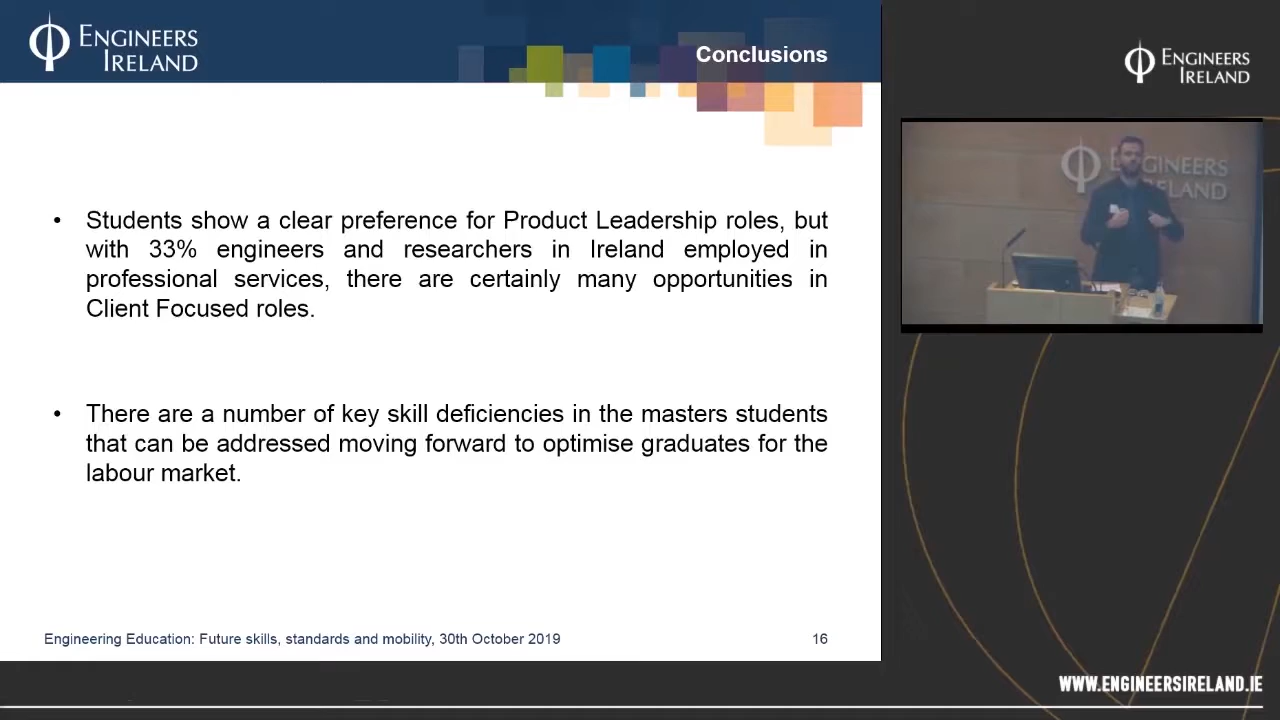 ENGINEERS
IRELAND
Conclusions
• Students show a clear preference for Product Leadership roles, but
with 33% engineers and researchers in Ireland employed in
professional services, there are certainly many opportunities in
Client Focused roles.
• There are a number of key skill deficiencies in the masters students
that can be addressed moving forward to optimise graduates for the
labour market.
Engineering Education: Future skills, standards and mobility, 30th October 2019
16
ENGINEERS
IRELAND
ENGINEERS
IRELAND
WWW.ENGINEERSIRELAND.IE